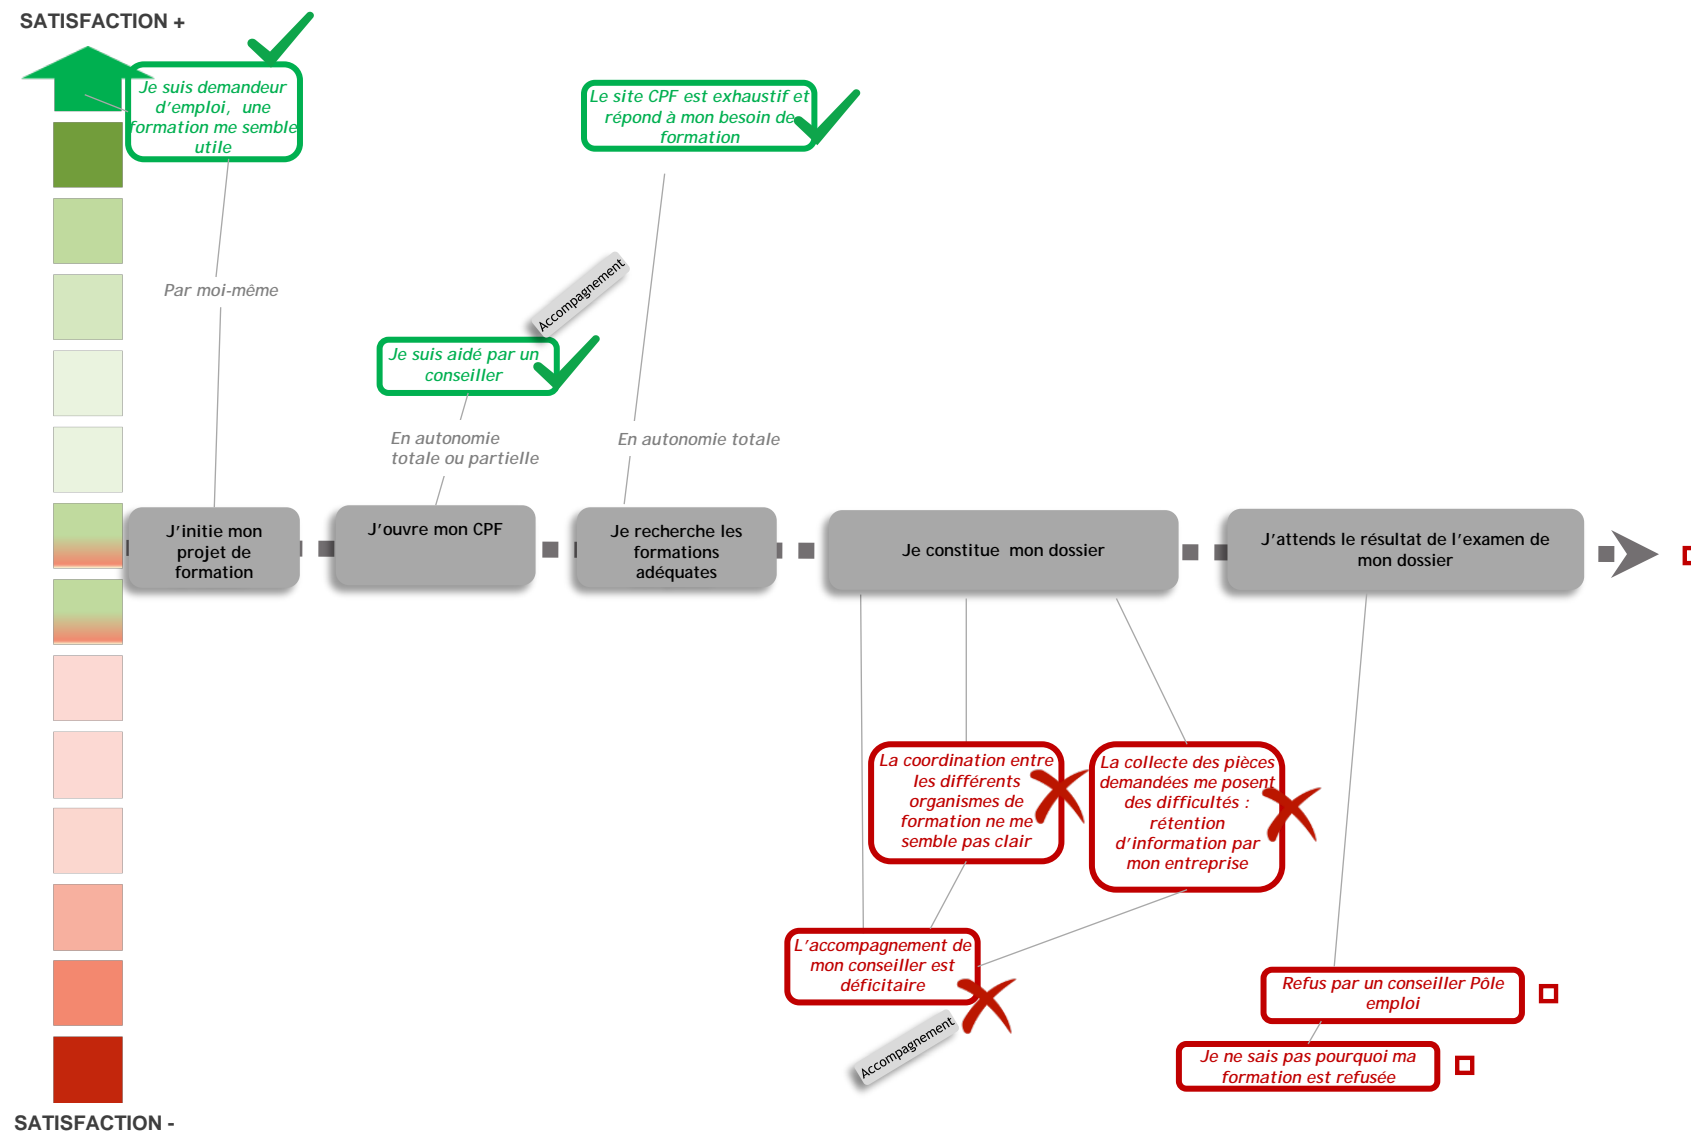 SATISFACTION +
Je suis demandeur
d'emploi, une
formation me semble
utile
Le site CPF est exhaustif et
répond à mon besoin de
formation
Par moi-même
Accompagnement
Je suis aidé par un
conseiller
En autonomie
totale ou partielle
En autonomie totale
J'initie mon
projet de
formation
J'ouvre mon CPF
Je recherche les
formations
adéquates
Je constitue mon dossier
J'attends le résultat de l'examen de
mon dossier
La coordination entre
les différents
organismes de
formation ne me
semble pas clair
La collecte des pièces
demandées me posent
des difficultés :
rétention
d'information par
mon entreprise
L'accompagnement de
mon conseiller est
déficitaire
Accompagnement
Refus par un conseiller Pôle
emploi
Je ne sais pas pourquoi ma
formation est refusée
SATISFACTION -